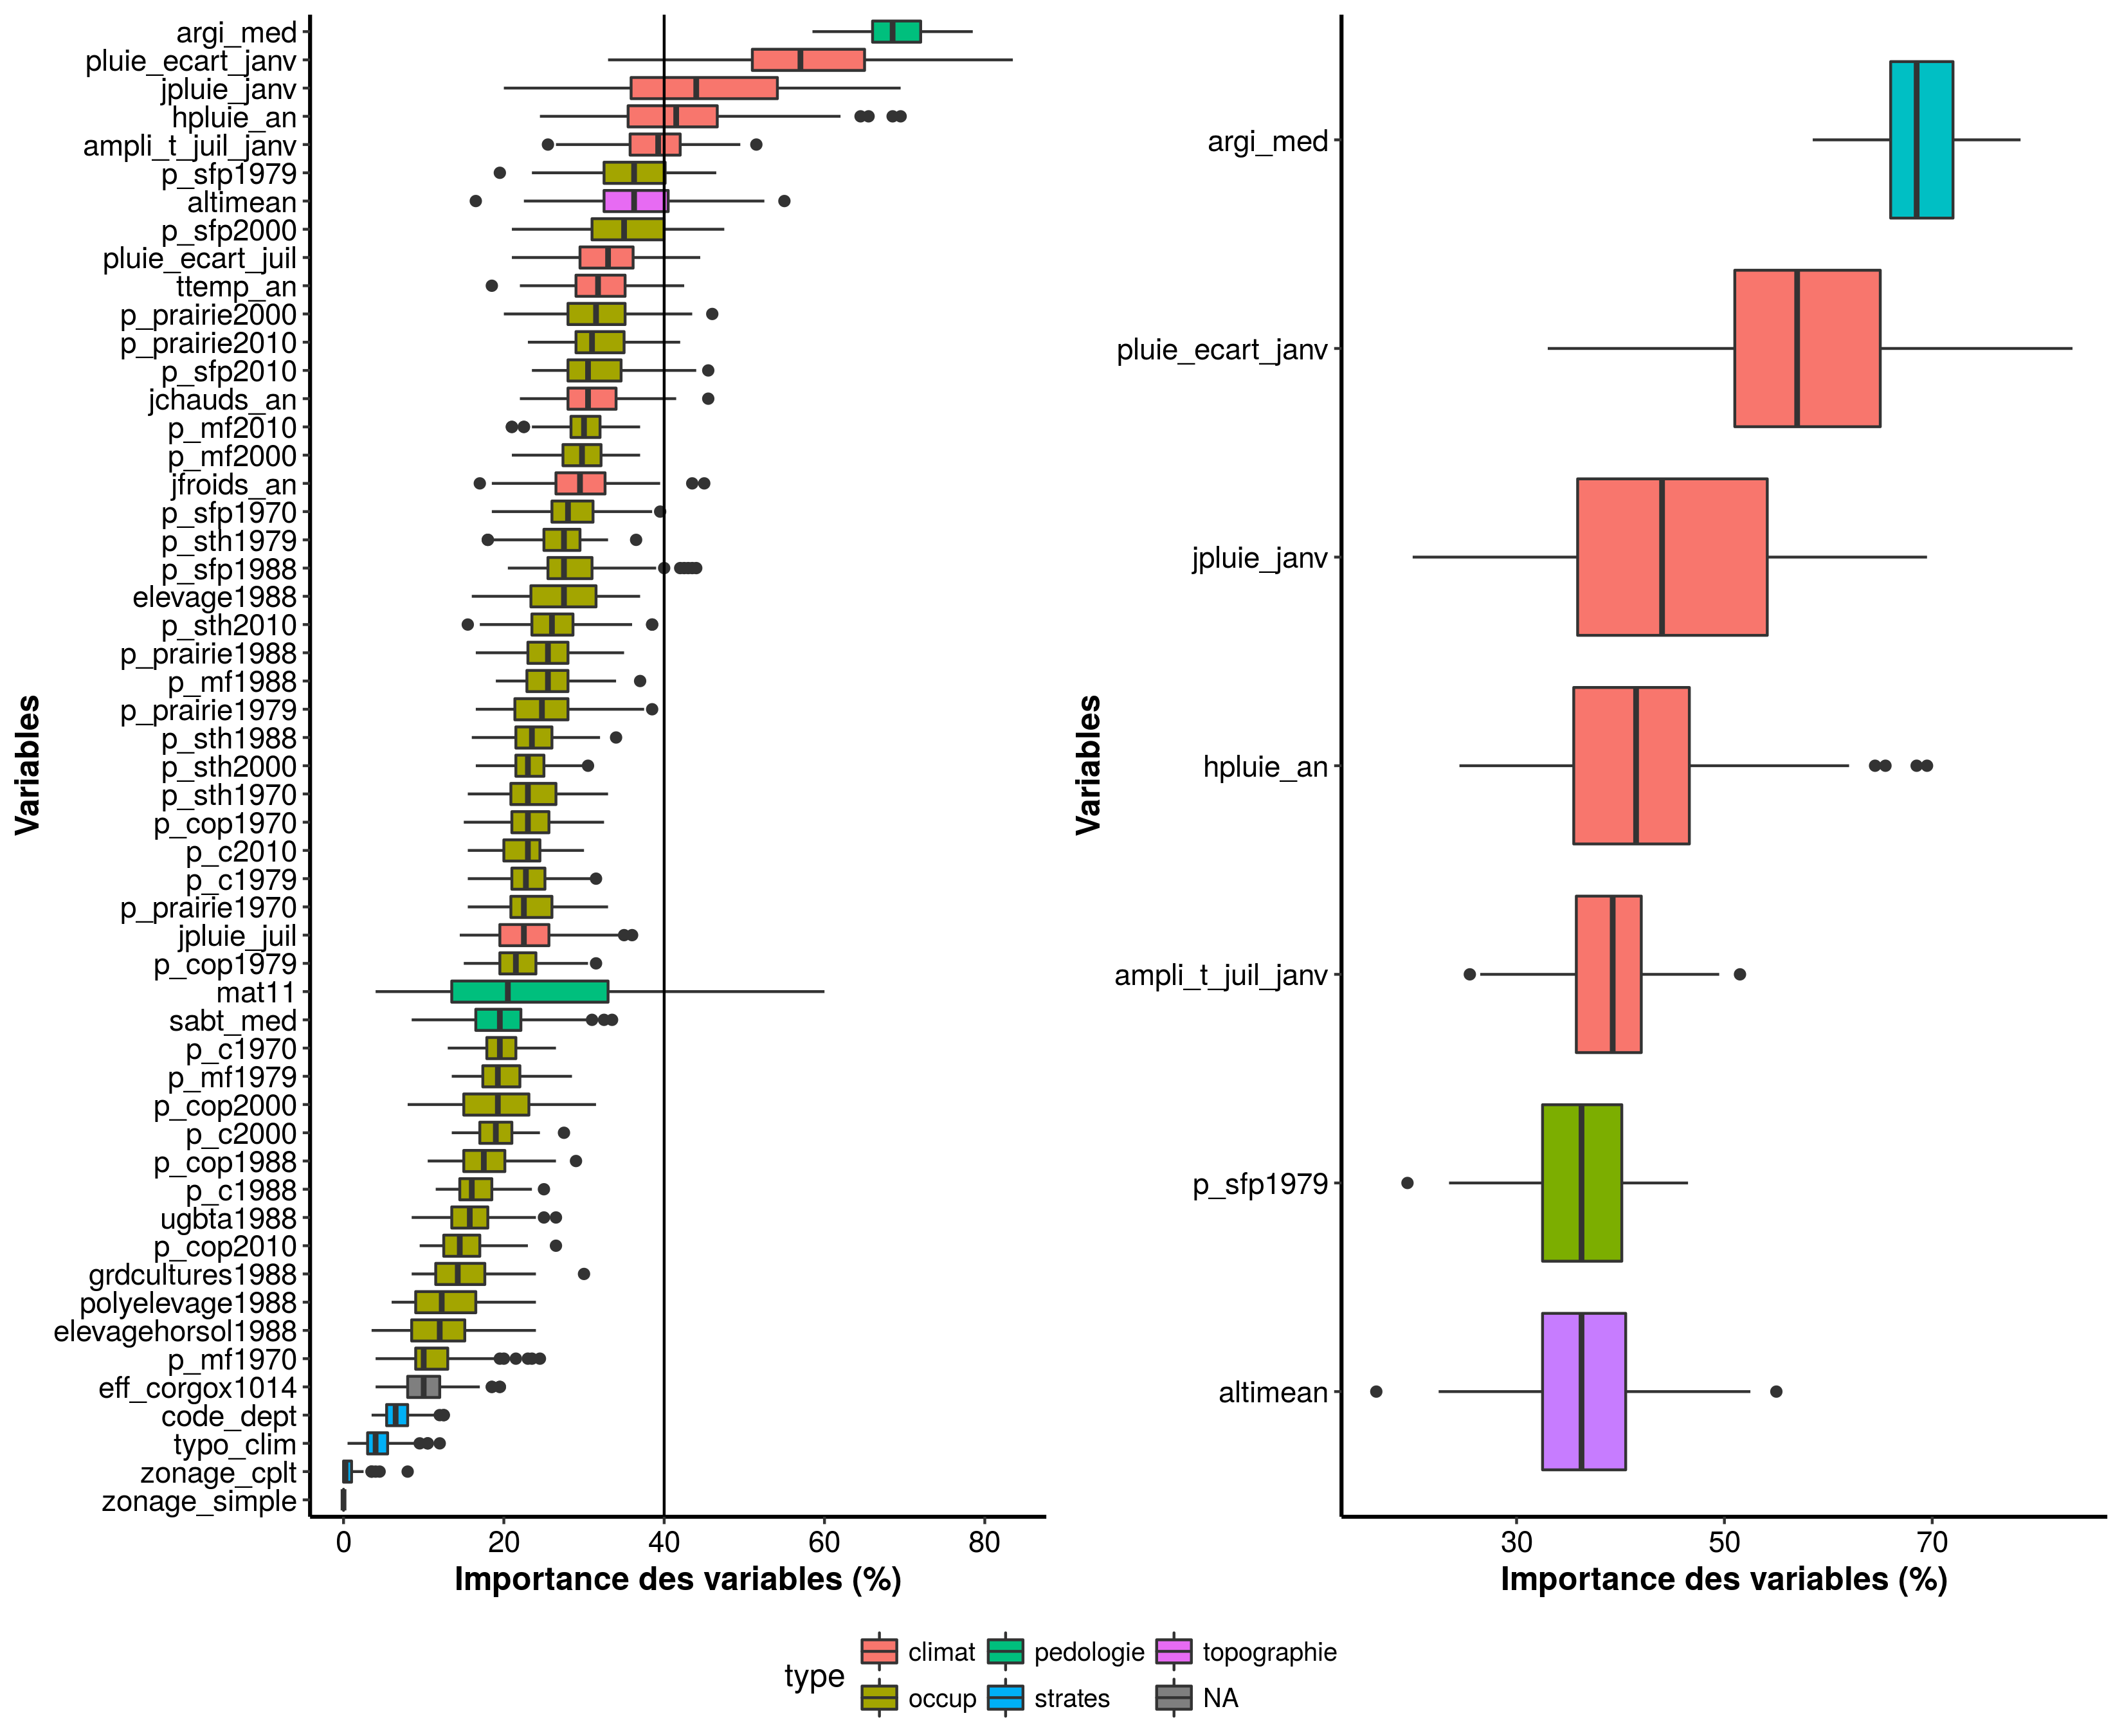 argi_med
pluie_ecart_janv
jpluie_janv
hpluie_an
ampli_t_juil_janv
p_sfp1979
altimean
p_sfp2000
pluie_ecart_juil
ttemp_an
p_prairie2000
p_prairie2010
p_sfp2010
jchauds_an
p_mf2010
p_mf2000
jfroids_an
p_sfp1970
p_sth1979
p_sfp1988
elevage1988
p_sth2010
p_prairie1988
p_mf1988
p_prairie1979
p_sth1988
p_sth2000
p_sth1970
p_cop1970
p_c2010
p_c1979
p_prairie1970
jpluie_juil
p_cop1979
mat11
sabt_med
p_c1970
p_mf1979
p_cop2000
p_c2000
p_cop1988
p_c1988
ugbta1988
p_cop2010
grdcultures1988
polyelevage1988
elevagehorsol1988
p_mf1970
eff_corgox1014
code_dept
typo_clim
zonage_cplt
zonage_simple
Variables
0 20 40 60 80
Importance des variables (%)
argi_med
pluie_ecart_janv
jpluie_janv
hpluie_an
ampli_t_juil_janv
p_sfp1979
altimean
Variables
30 50 70
Importance des variables (%)
type
climat pedologie topographie
occup strates NA